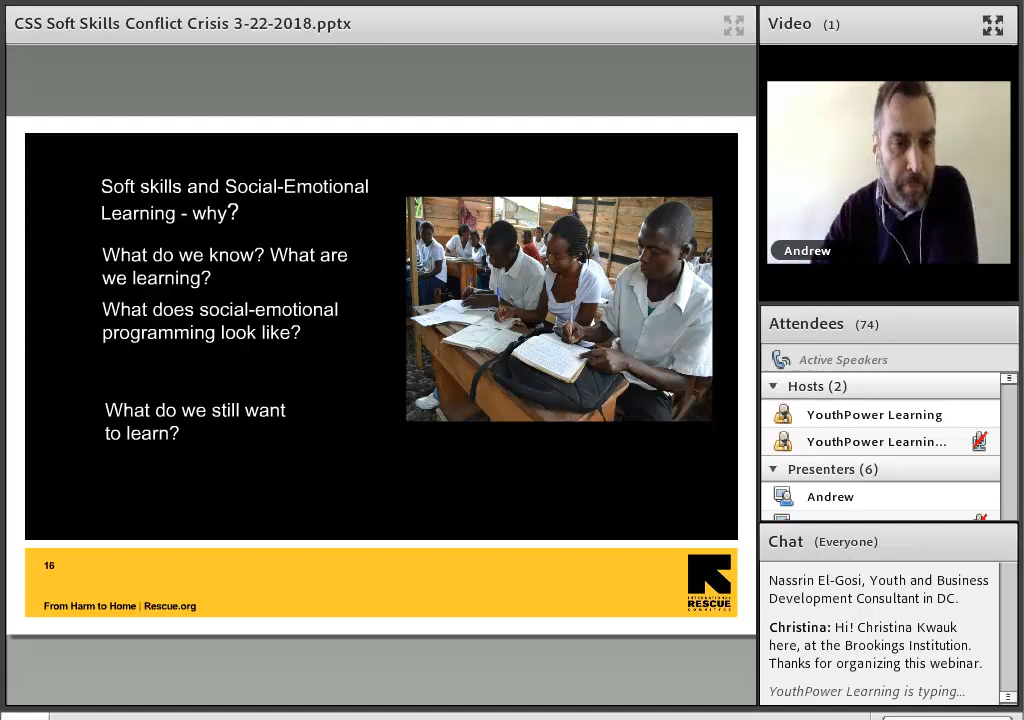 CSS Soft Skills Conflict Crisis 3-22-2018.pptx
Soft skills and Social-Emotional
Learning - why?
What do we know? What are
we learning?
What does social-emotional
programming look like?
What do we still want
to learn?
16
From Harm to Home | Rescue.org
INTERNATIONAL
RESCUE
COMMITTEE
Video (1)
Andrew
Attendees (74)
Active Speakers
Hosts (2)
YouthPower Learning
YouthPower Learnin...
Presenters (6)
Andrew
Chat (Everyone)
Nassrin El-Gosi, Youth and Business
Development Consultant in DC.
Christina: Hi! Christina Kwauk
here, at the Brookings Institution.
Thanks for organizing this webinar.
YouthPower Learning is typing...